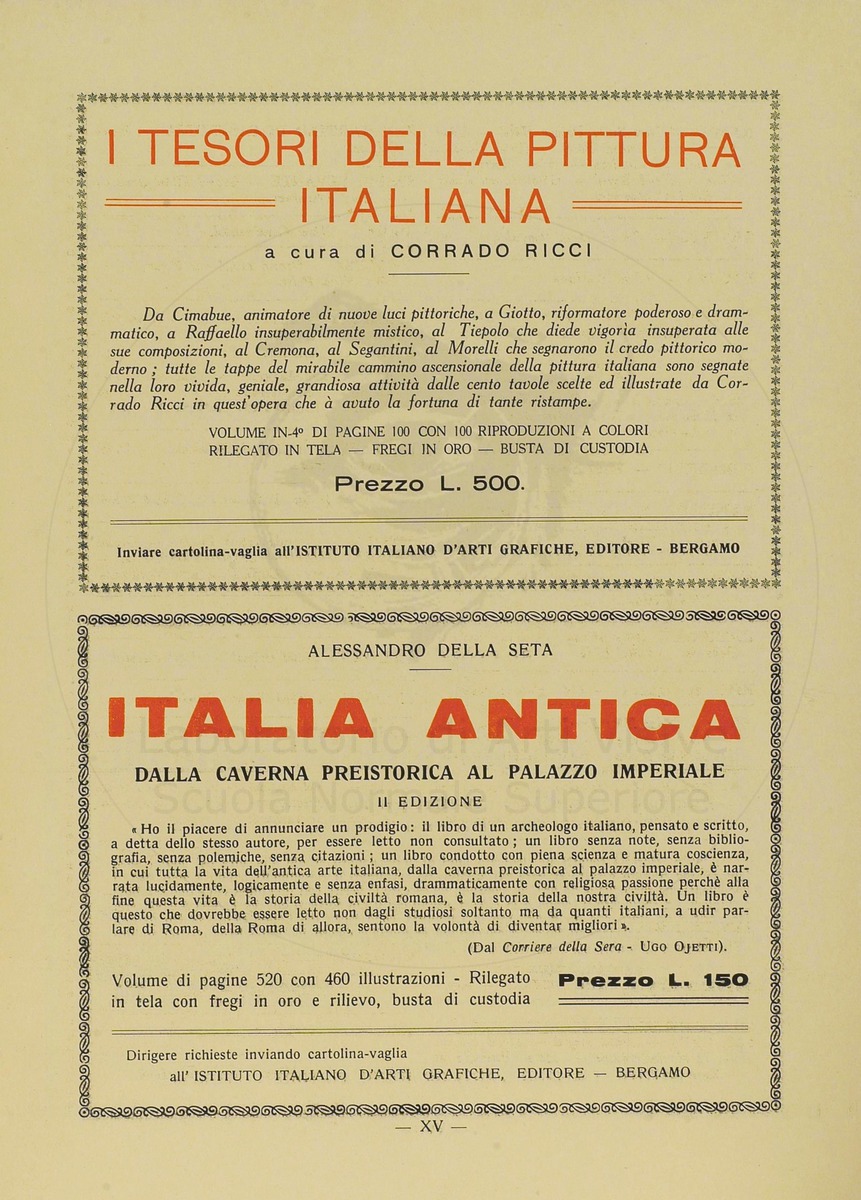 I TESORI DELLA PITTURA
ITALIANA
a cura di CORRADO RICCI
Da Cimabue, animatore di nuove luci pittoriche, a Giotto, riformatore poderoso e dram-
matico, a Raffaello insuperabilmente mistico, al Tiepolo che diede vigorìa insuperata alle
sue composizioni, al Cremona, al Segantini, al Morelli che segnarono il credo pittorico mo-
derno ; tutte le tappe del mirabile cammino ascensionale della pittura italiana sono segnate
nella loro vivida, geniale, grandiosa attività dalle cento tavole scelte ed illustrate da Cor-
rado Ricci in quest'opera che à avuto la fortuna di tante ristampe.
VOLUME IN-4º DI PAGINE 100 CON 100 RIPRODUZIONI A COLORI
RILEGATO IN TELA — FREGI IN ORO — BUSTA DI CUSTODIA
Prezzo L. 500.
Inviare cartolina-vaglia all'ISTITUTO ITALIANO D'ARTI GRAFICHE, EDITORE - BERGAMO
ALESSANDRO DELLA SETA
ITALIA ANTICA
DALLA CAVERNA PREISTORICA AL PALAZZO IMPERIALE
II EDIZIONE
« Ho il piacere di annunciare un prodigio : il libro di un archeologo italiano, pensato e scritto,
a detta dello stesso autore, per essere letto non consultato ; un libro senza note, senza biblio-
grafia, senza polemiche, senza citazioni ; un libro condotto con piena scienza e matura coscienza,
in cui tutta la vita dell'antica arte italiana, dalla caverna preistorica al palazzo imperiale, è nar-
rata lucidamente, logicamente e senza enfasi, drammaticamente con religiosa passione perchè alla
fine questa vita è la storia della civiltà romana, è la storia della nostra civiltà. Un libro è
questo che dovrebbe essere letto non dagli studiosi soltanto ma da quanti italiani, a udir par-
lare di Roma, della Roma di allora, sentono la volontà di diventar migliori ».
(Dal Corriere della Sera - UGO OJETTI).
Volume di pagine 520 con 460 illustrazioni - Rilegato
in tela con fregi in oro e rilievo, busta di custodia
Prezzo L. 150
Dirigere richieste inviando cartolina-vaglia
all' ISTITUTO ITALIANO D'ARTI GRAFICHE, EDITORE — BERGAMO
— XV —